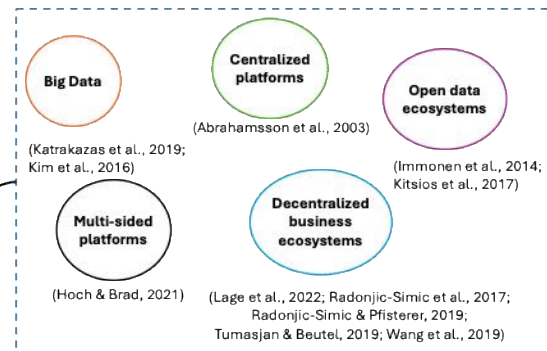 Big Data
(Katrakazas et al., 2019;
Kim et al., 2016)
Centralized
platforms
(Abrahamsson et al., 2003)
Open data
ecosystems
(Immonen et al., 2014;
Kitsios et al., 2017)
Multi-sided
platforms
(Hoch & Brad, 2021)
Decentralized
business
ecosystems
(Lage et al., 2022; Radonjic-Simic et al., 2017;
Radonjic-Simic & Pfisterer, 2019;
Tumasjan & Beutel, 2019; Wang et al., 2019)